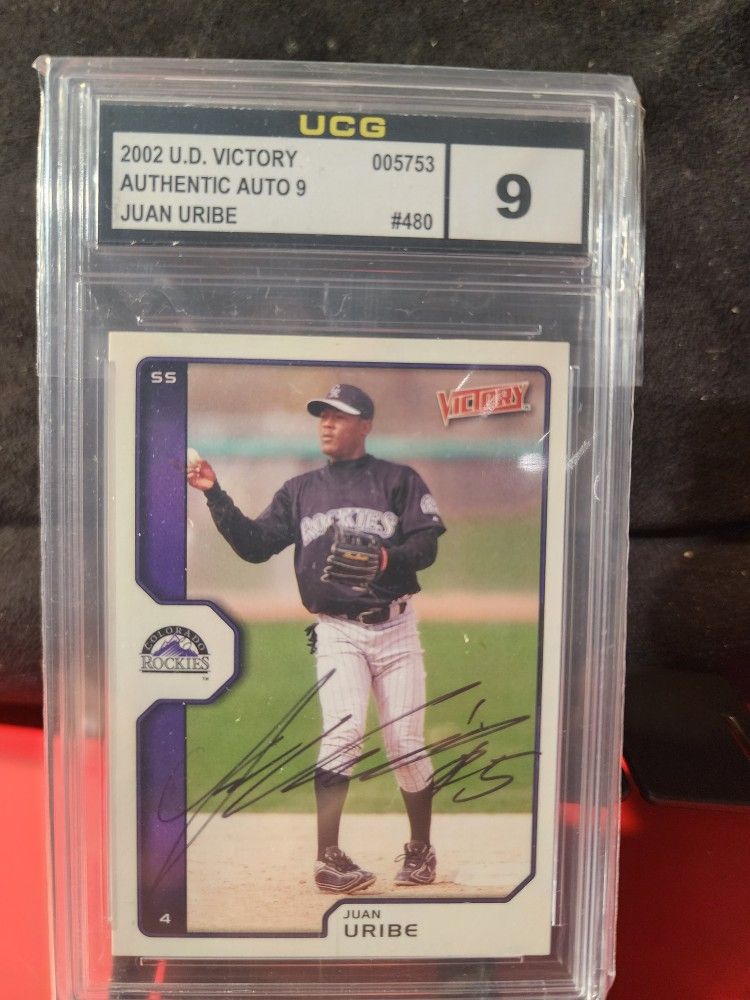 UCG
2002 U.D. VICTORY 005753
AUTHENTIC AUTO 9
JUAN URIBE #480
9
SS
VICTORY
ROCKIES
COLORADO
ROCKIES
TM
4
JUAN
URIBE